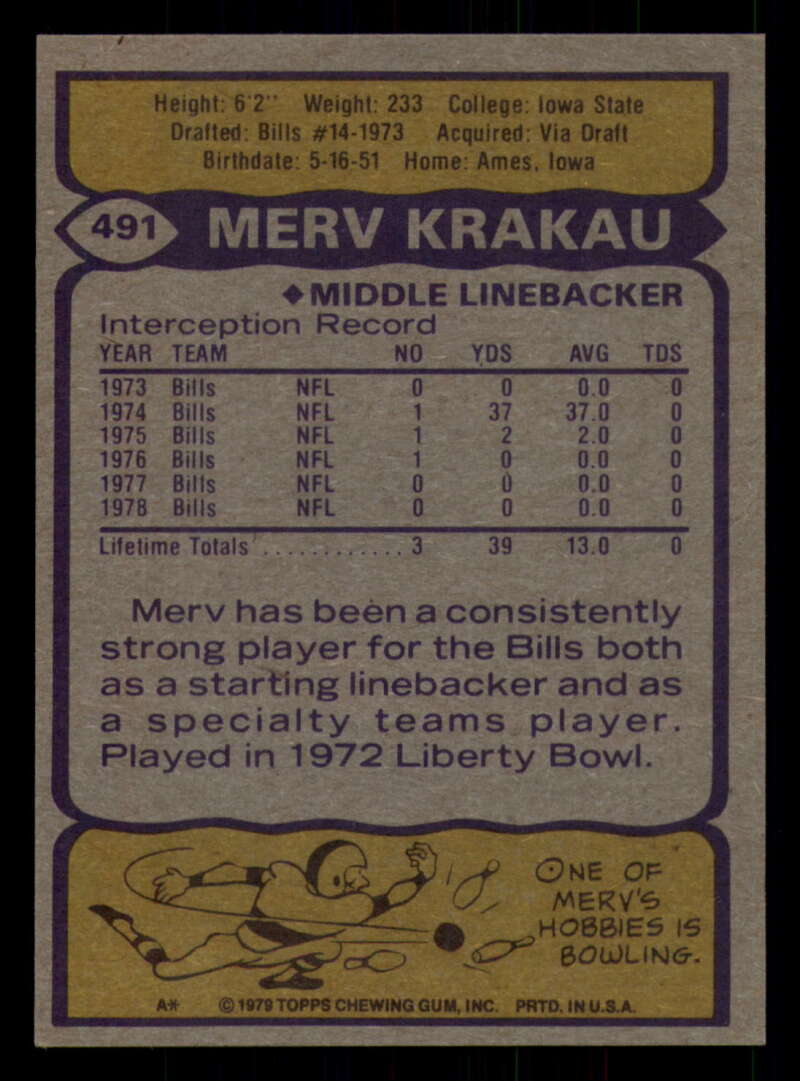 Height: 6'2" Weight: 233 College: Iowa State
Drafted: Bills #14-1973 Acquired: Via Draft
Birthdate: 5-16-51 Home: Ames, Iowa
491 MERV KRAKAU
◆MIDDLE LINEBACKER
Interception Record
YEAR TEAM NO YDS AVG TDS
1973 Bills NFL 0 0 0.0 0
1974 Bills NFL 1 37 37.0 0
1975 Bills NFL 1 2 2.0 0
1976 Bills NFL 1 0 0.0 0
1977 Bills NFL 0 0 0.0 0
1978 Bills NFL 0 0 0.0 0
Lifetime Totals ............ 3 39 13.0 0
Merv has been a consistently
strong player for the Bills both
as a starting linebacker and as
a specialty teams player.
Played in 1972 Liberty Bowl.
ONE OF
MERV'S
HOBBIES IS
BOWLING.
A* © 1979 TOPPS CHEWING GUM, INC. PRTD. IN U.S.A.